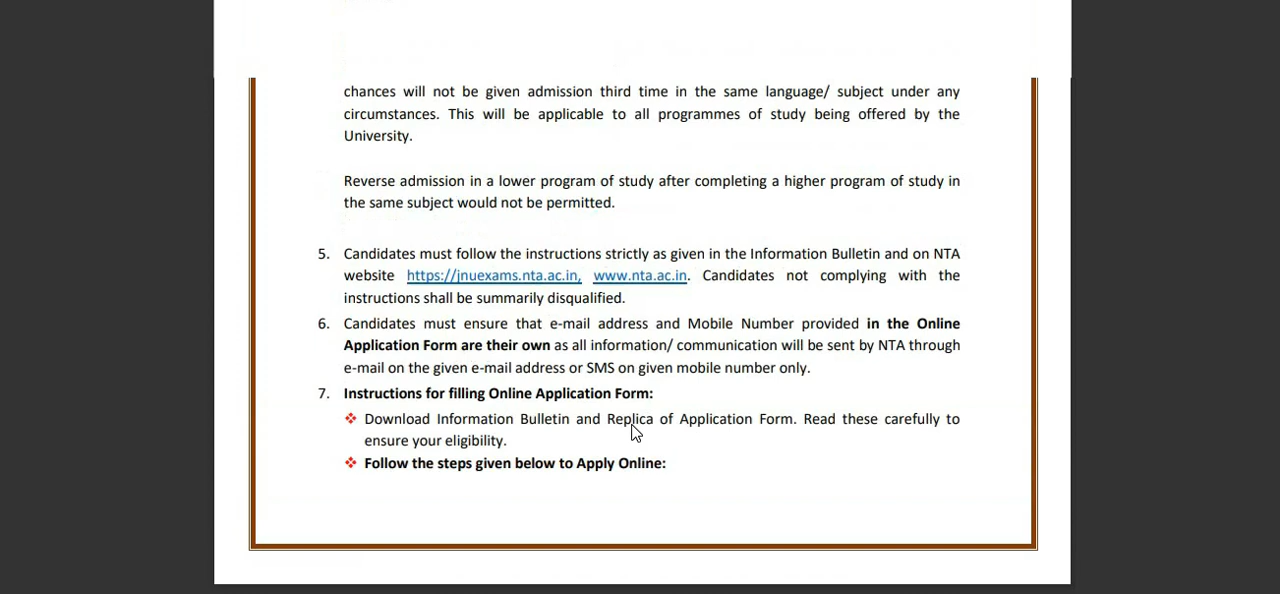 chances will not be given admission third time in the same language/ subject under any
circumstances. This will be applicable to all programmes of study being offered by the
University.
Reverse admission in a lower program of study after completing a higher program of study in
the same subject would not be permitted.
5. Candidates must follow the instructions strictly as given in the Information Bulletin and on NTA
website https://jnuexams.nta.ac.in, www.nta.ac.in. Candidates not complying with the
instructions shall be summarily disqualified.
6. Candidates must ensure that e-mail address and Mobile Number provided in the Online
Application Form are their own as all information/ communication will be sent by NTA through
e-mail on the given e-mail address or SMS on given mobile number only.
7. Instructions for filling Online Application Form:
❖ Download Information Bulletin and Replica of Application Form. Read these carefully to
ensure your eligibility.
❖ Follow the steps given below to Apply Online: